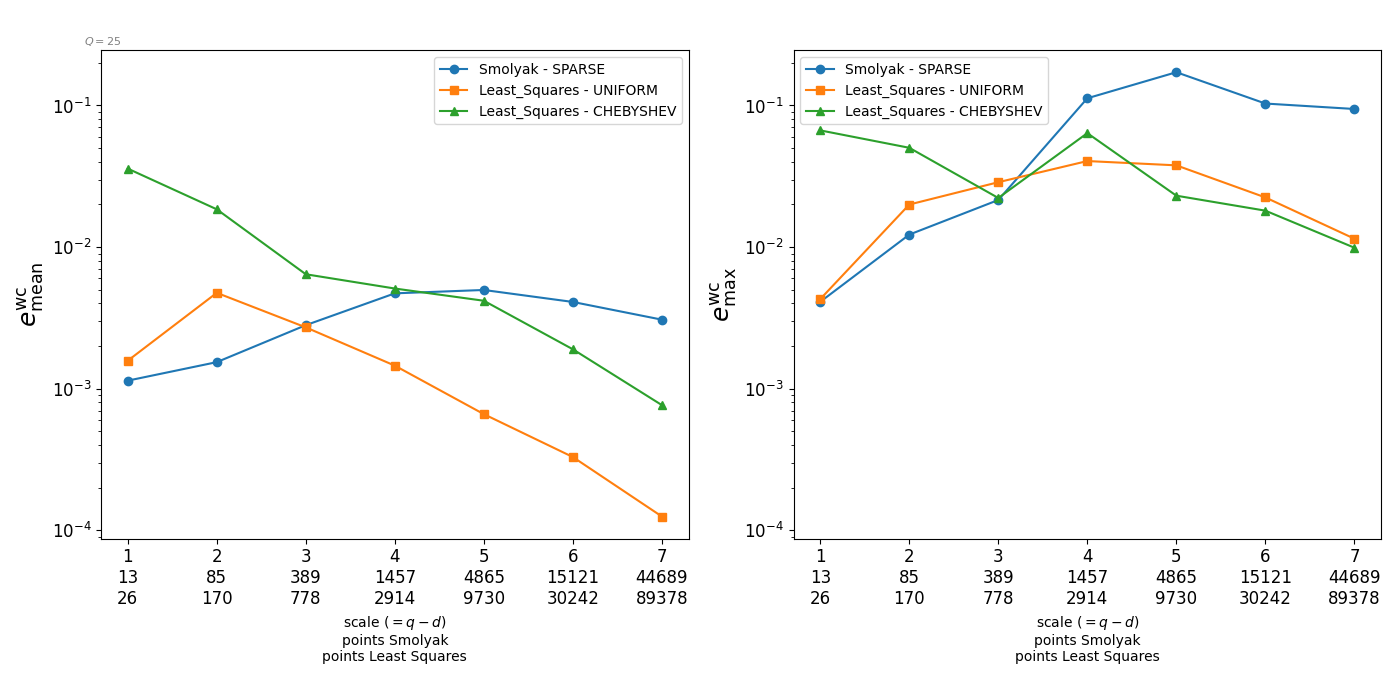 Q = 25
Smolyak - SPARSE
Least_Squares - UNIFORM
Least_Squares - CHEBYSHEV
10⁻¹
10⁻²
10⁻³
10⁻⁴
e^wc_mean
1 2 3 4 5 6 7
13 85 389 1457 4865 15121 44689
26 170 778 2914 9730 30242 89378
scale (= q − d)
points Smolyak
points Least Squares
Smolyak - SPARSE
Least_Squares - UNIFORM
Least_Squares - CHEBYSHEV
10⁻¹
10⁻²
10⁻³
10⁻⁴
e^wc_max
1 2 3 4 5 6 7
13 85 389 1457 4865 15121 44689
26 170 778 2914 9730 30242 89378
scale (= q − d)
points Smolyak
points Least Squares